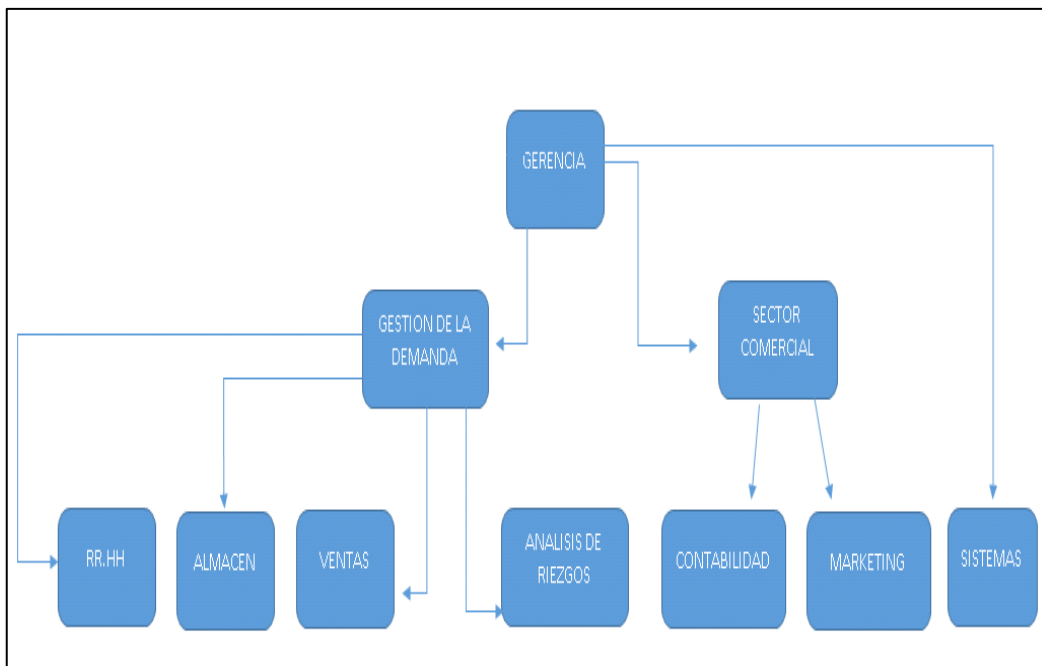 GERENCIA
GESTION DE LA
DEMANDA
SECTOR
COMERCIAL
RR.HH
ALMACEN
VENTAS
ANALISIS DE
RIEZGOS
CONTABILIDAD
MARKETING
SISTEMAS